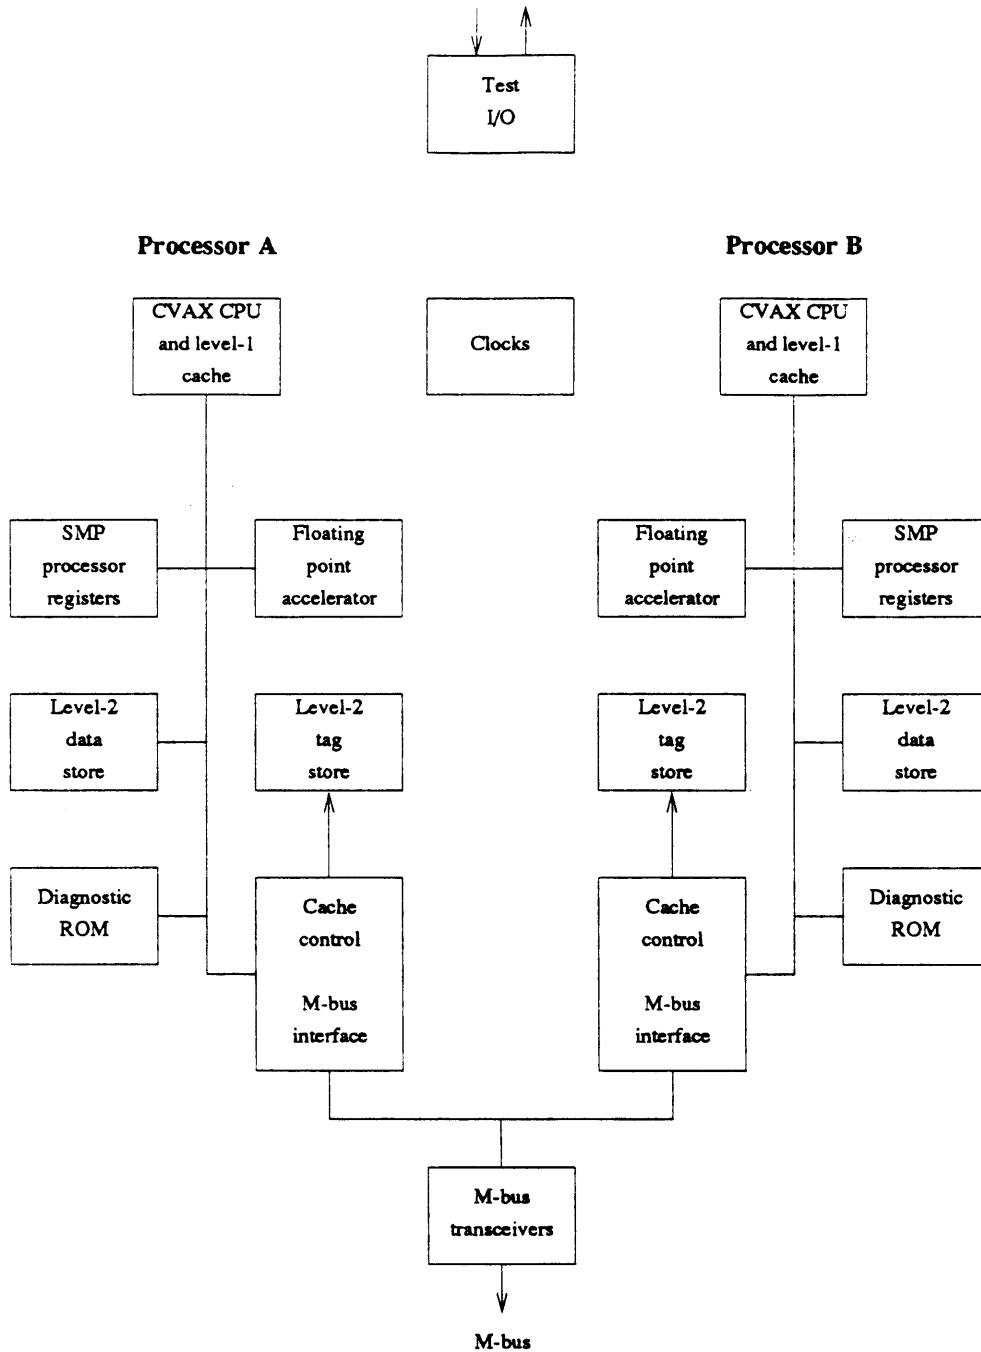 Test
I/O
Processor A
Processor B
CVAX CPU
and level-1
cache
Clocks
CVAX CPU
and level-1
cache
SMP
processor
registers
Floating
point
accelerator
Floating
point
accelerator
SMP
processor
registers
Level-2
data
store
Level-2
tag
store
Level-2
tag
store
Level-2
data
store
Diagnostic
ROM
Cache
control
M-bus
interface
Cache
control
M-bus
interface
Diagnostic
ROM
M-bus
transceivers
M-bus